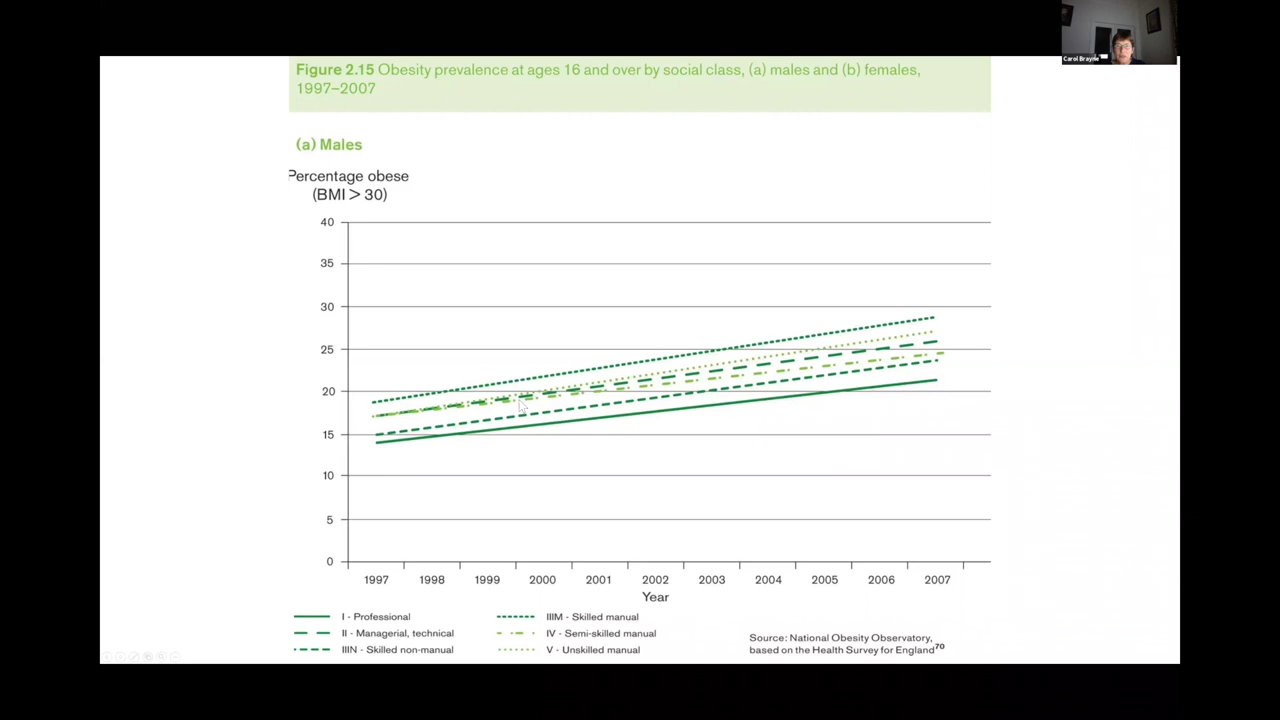 Carol Brayne
Figure 2.15 Obesity prevalence at ages 16 and over by social class, (a) males and (b) females,
1997–2007
(a) Males
Percentage obese
(BMI > 30)
40
35
30
25
20
15
10
5
0
1997 1998 1999 2000 2001 2002 2003 2004 2005 2006 2007
Year
I - Professional
II - Managerial, technical
IIIN - Skilled non-manual
IIIM - Skilled manual
IV - Semi-skilled manual
V - Unskilled manual
Source: National Obesity Observatory,
based on the Health Survey for England70